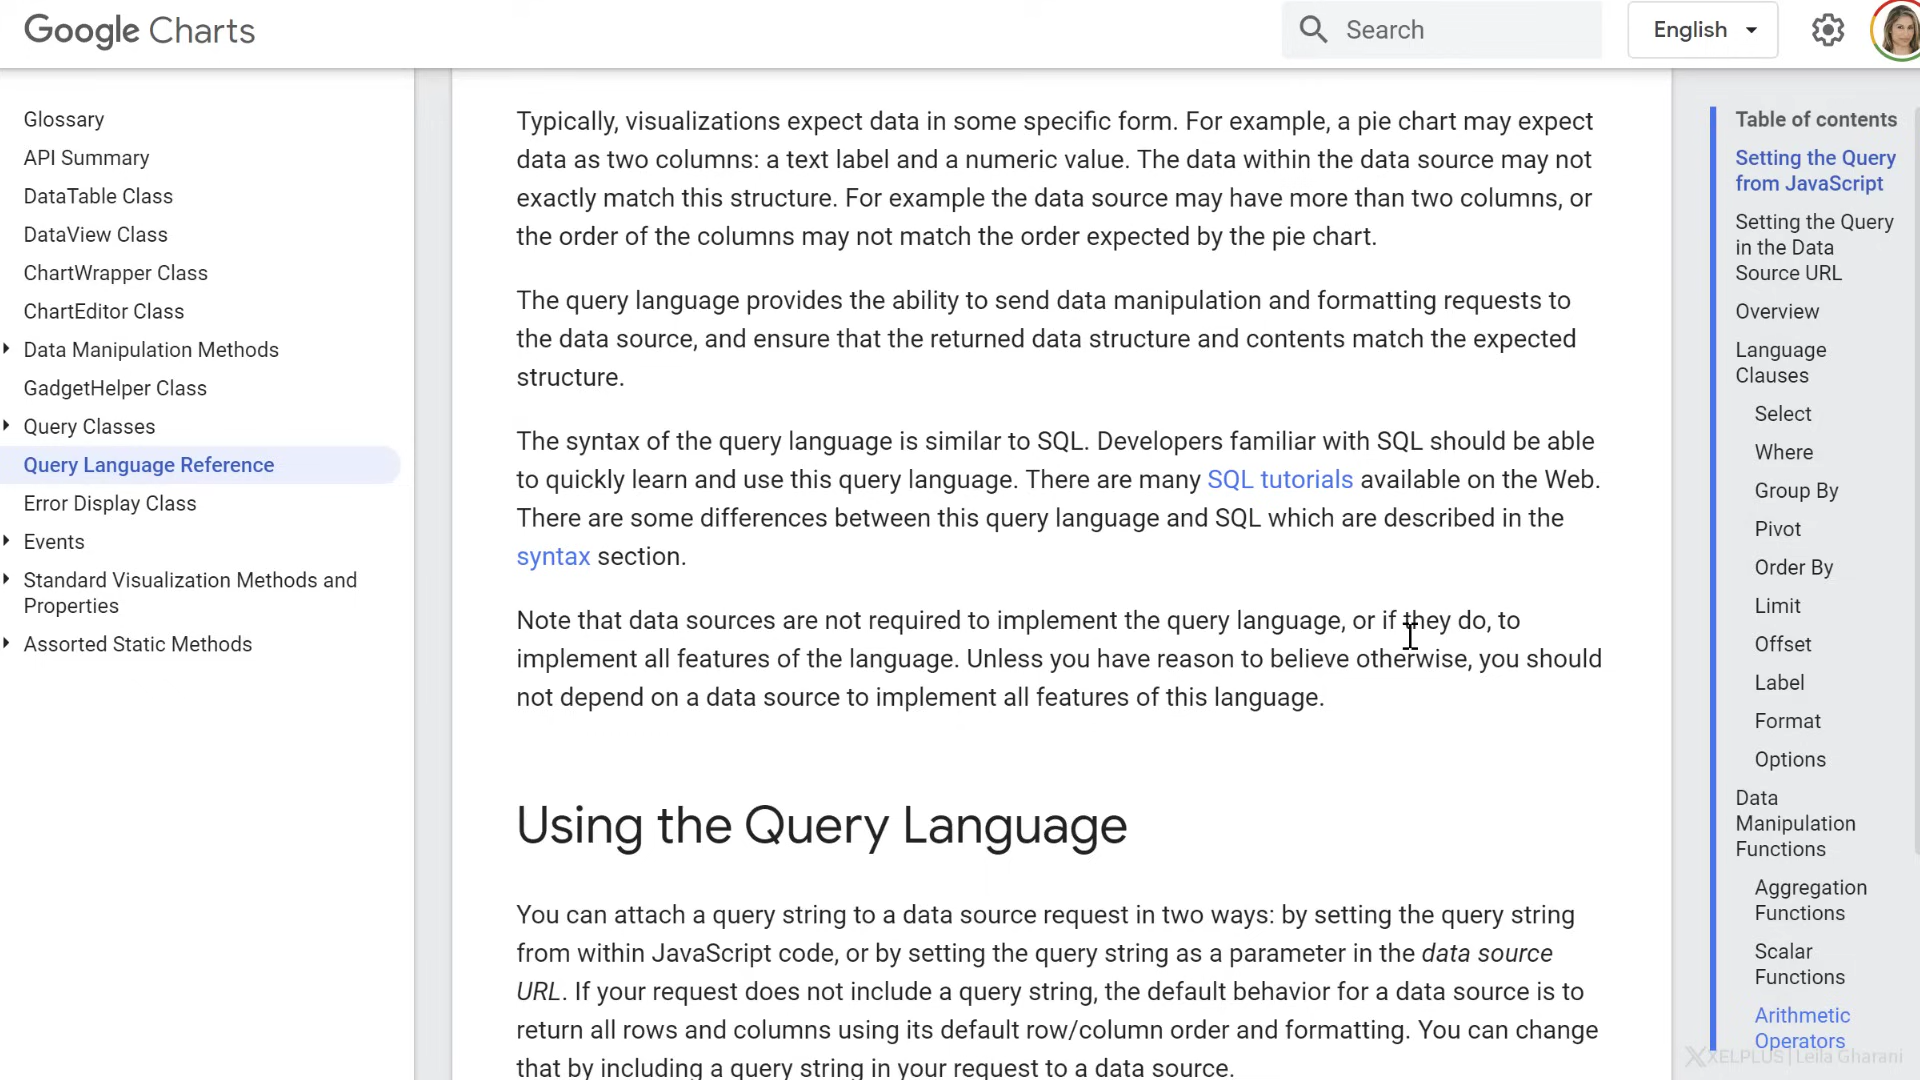 Google Charts
Search
English
Glossary
API Summary
DataTable Class
DataView Class
ChartWrapper Class
ChartEditor Class
Data Manipulation Methods
GadgetHelper Class
Query Classes
Query Language Reference
Error Display Class
Events
Standard Visualization Methods and
Properties
Assorted Static Methods
Typically, visualizations expect data in some specific form. For example, a pie chart may expect
data as two columns: a text label and a numeric value. The data within the data source may not
exactly match this structure. For example the data source may have more than two columns, or
the order of the columns may not match the order expected by the pie chart.
The query language provides the ability to send data manipulation and formatting requests to
the data source, and ensure that the returned data structure and contents match the expected
structure.
The syntax of the query language is similar to SQL. Developers familiar with SQL should be able
to quickly learn and use this query language. There are many SQL tutorials available on the Web.
There are some differences between this query language and SQL which are described in the
syntax section.
Note that data sources are not required to implement the query language, or if they do, to
implement all features of the language. Unless you have reason to believe otherwise, you should
not depend on a data source to implement all features of this language.
Using the Query Language
You can attach a query string to a data source request in two ways: by setting the query string
from within JavaScript code, or by setting the query string as a parameter in the data source
URL. If your request does not include a query string, the default behavior for a data source is to
return all rows and columns using its default row/column order and formatting. You can change
that by including a query string in your request to a data source.
Table of contents
Setting the Query
from JavaScript
Setting the Query
in the Data
Source URL
Overview
Language
Clauses
Select
Where
Group By
Pivot
Order By
Limit
Offset
Label
Format
Options
Data
Manipulation
Functions
Aggregation
Functions
Scalar
Functions
Arithmetic
Operators
XELPLUS | Leila Gharani